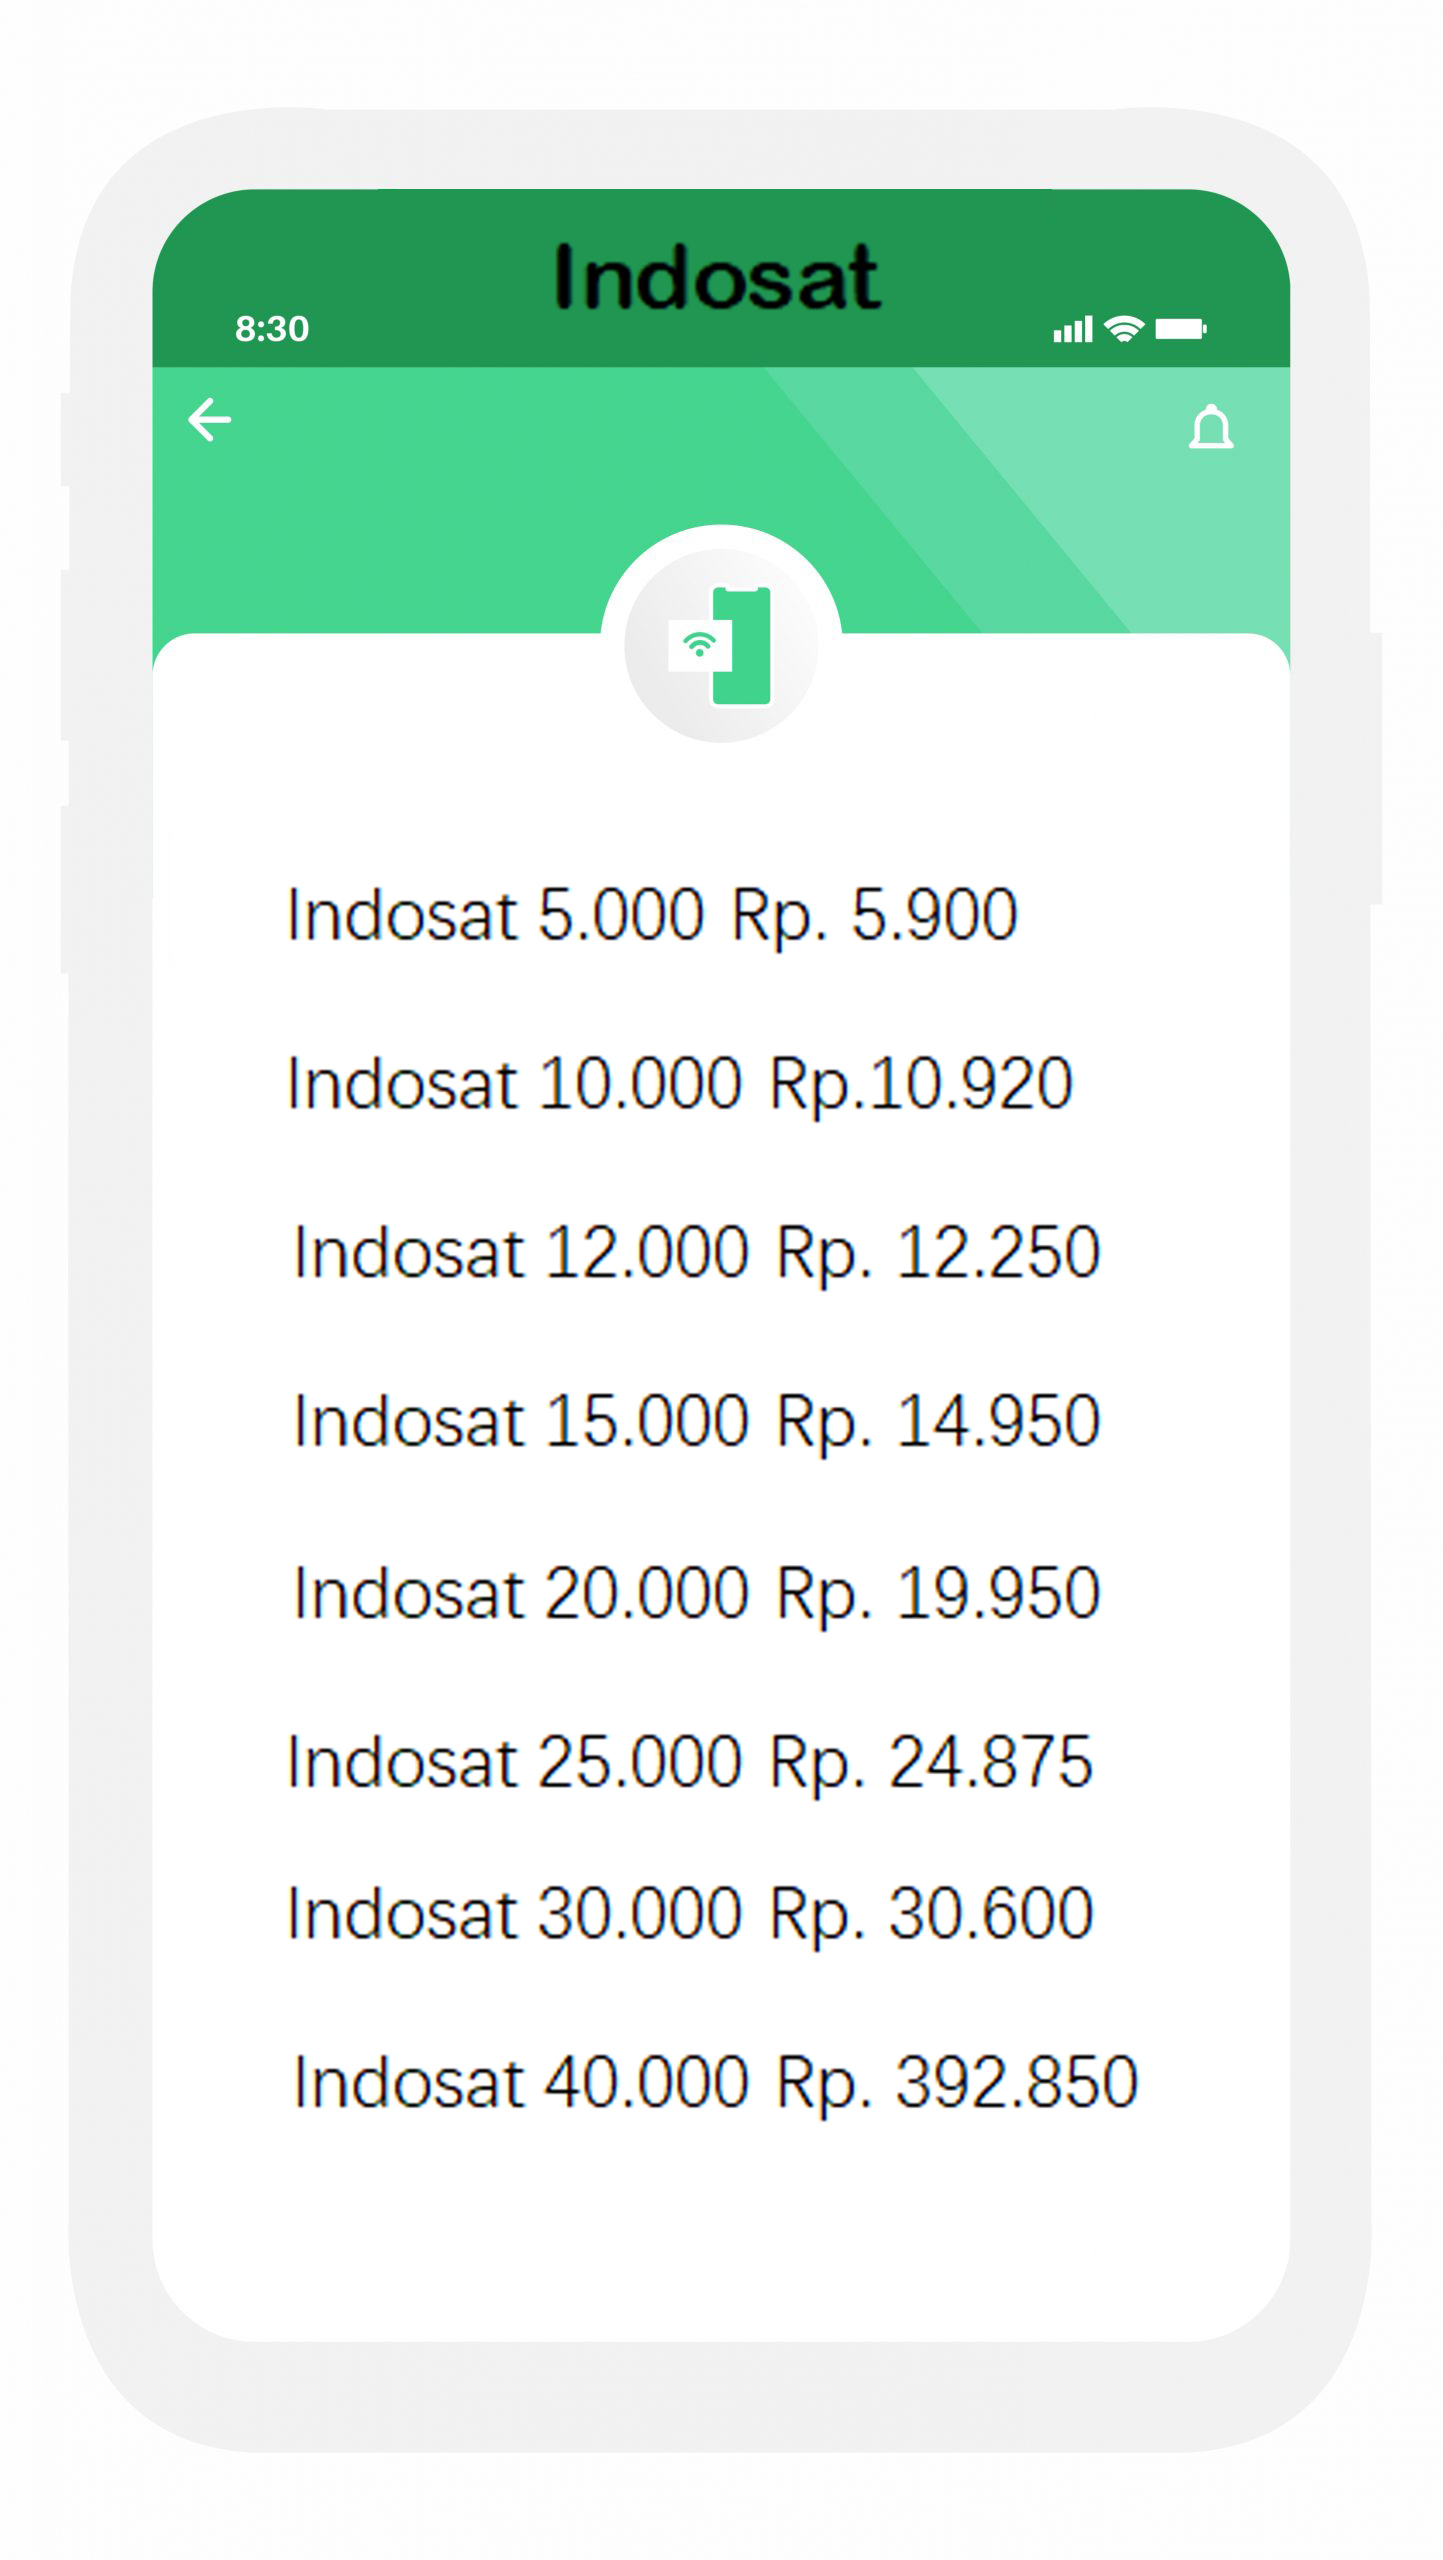 Indosat
8:30
Indosat 5.000 Rp. 5.900
Indosat 10.000 Rp.10.920
Indosat 12.000 Rp. 12.250
Indosat 15.000 Rp. 14.950
Indosat 20.000 Rp. 19.950
Indosat 25.000 Rp. 24.875
Indosat 30.000 Rp. 30.600
Indosat 40.000 Rp. 392.850